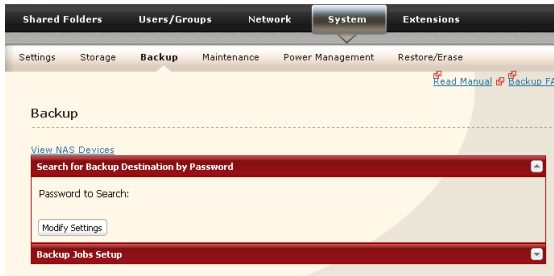 Shared Folders Users/Groups Network System Extensions
Settings Storage Backup Maintenance Power Management Restore/Erase
Read Manual Backup FA
Backup
View NAS Devices
Search for Backup Destination by Password
Password to Search:
Modify Settings
Backup Jobs Setup